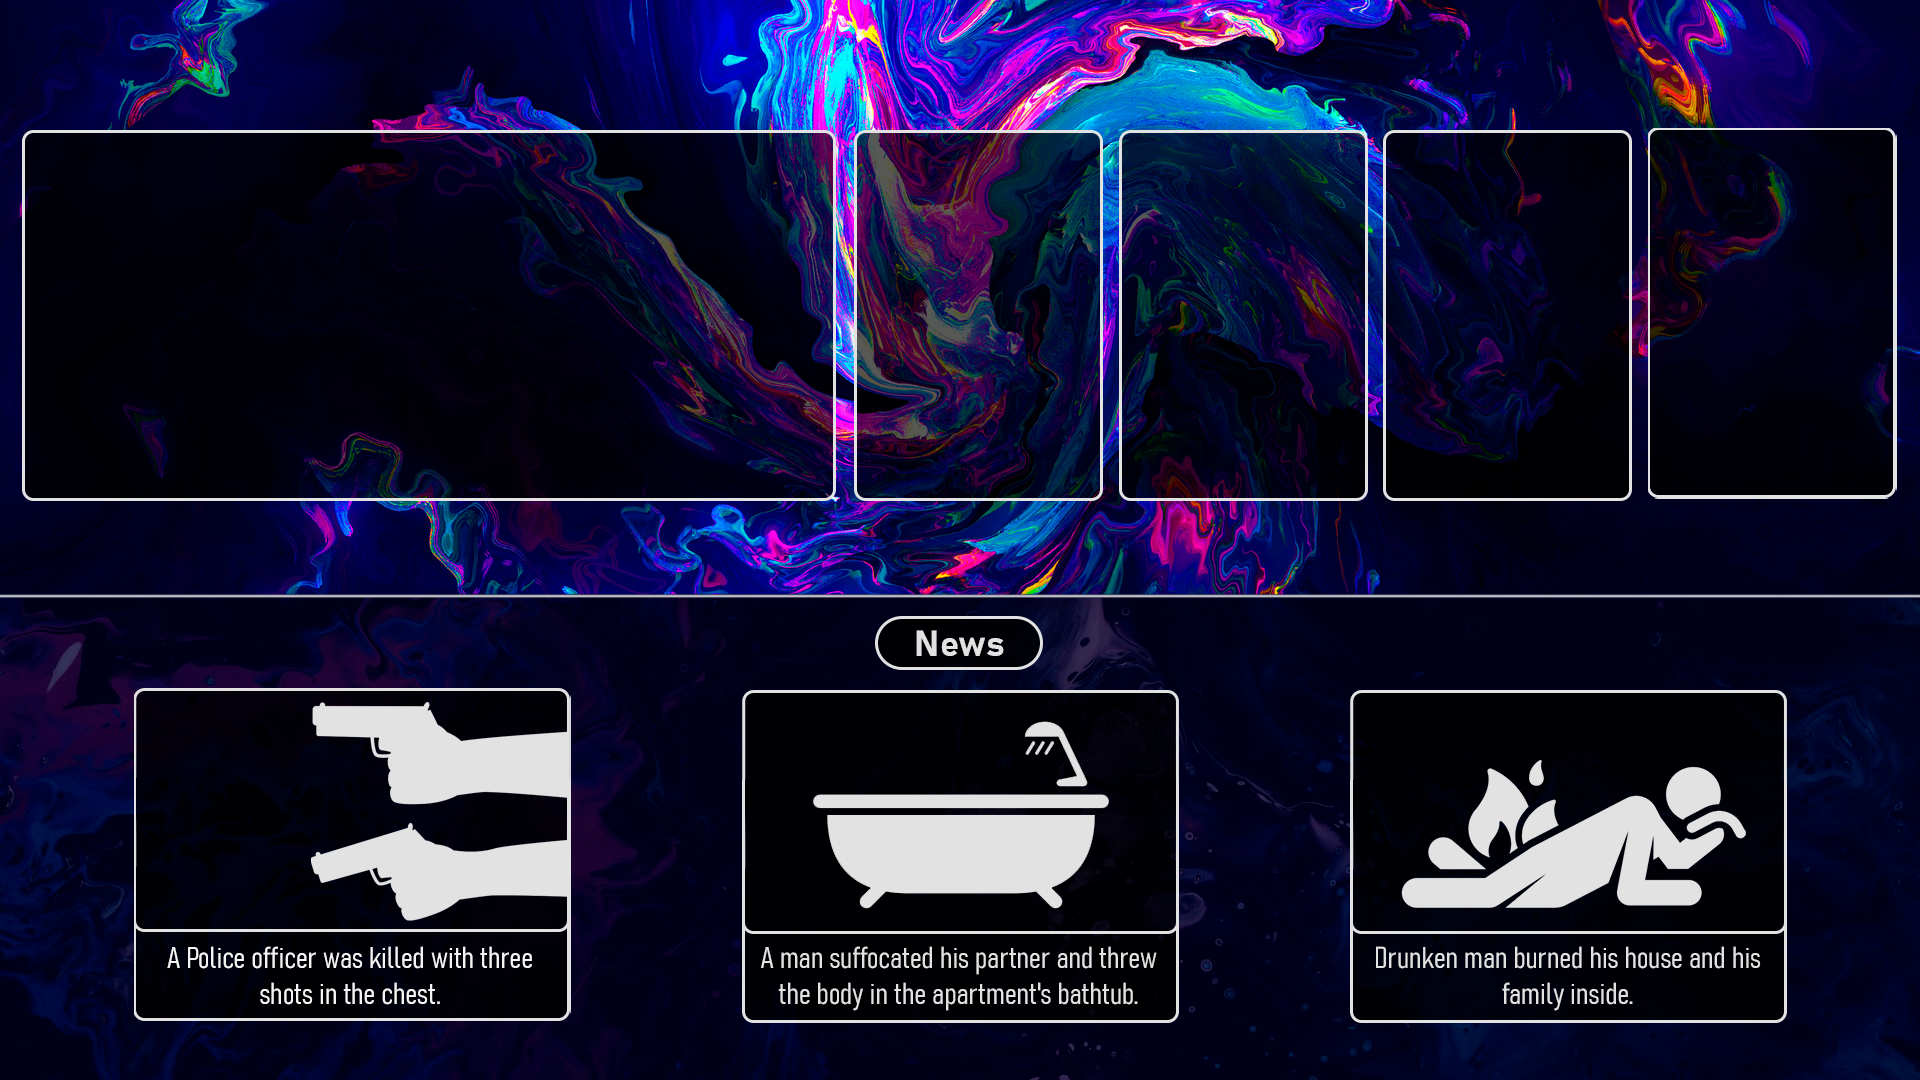 News
A Police officer was killed with three
shots in the chest.
A man suffocated his partner and threw
the body in the apartment's bathtub.
Drunken man burned his house and his
family inside.